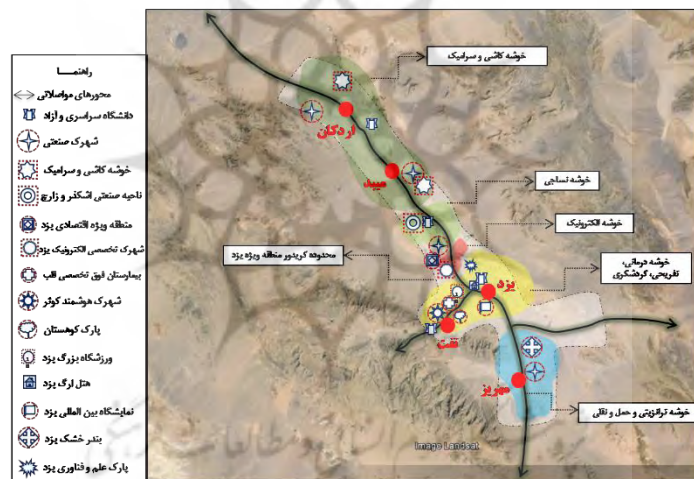 راهنمـــا
محورهای مواصلاتی
دانشگاه سراسری و آزاد
شهرک صنعتی
خوشه کاشی و سرامیک
ناحیه صنعتی اشکذر و زارچ
منطقه ویژه اقتصادی یزد
شهرک تخصصی الکترونیک یزد
بیمارستان فوق تخصصی قلب
شهرک هوشمند کوثر
پارک کوهستان
ورزشگاه بزرگ یزد
هتل ارگ یزد
نمایشگاه بین المللی یزد
بندر خشک یزد
پارک علم و فناوری یزد
خوشه کاشی و سرامیک
اردکان
میبد
خوشه نساجی
خوشه الکترونیک
محدوده کریدور منطقه ویژه یزد
خوشه درمانی،
تفریحی، گردشگری
یزد
تفت
مهریز
خوشه ترانزیتی و حمل و نقلی
Image Landsat